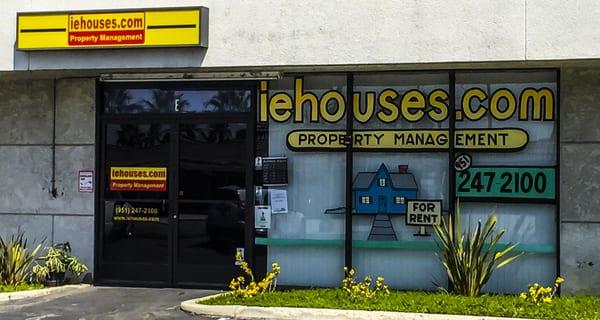 iehouses.com
Property Management
E
iehouses.com
PROPERTY MANAGEMENT
iehouses.com
Property Management
(951) 247-2100
www.iehouses.com
951
247-2100
FOR
RENT